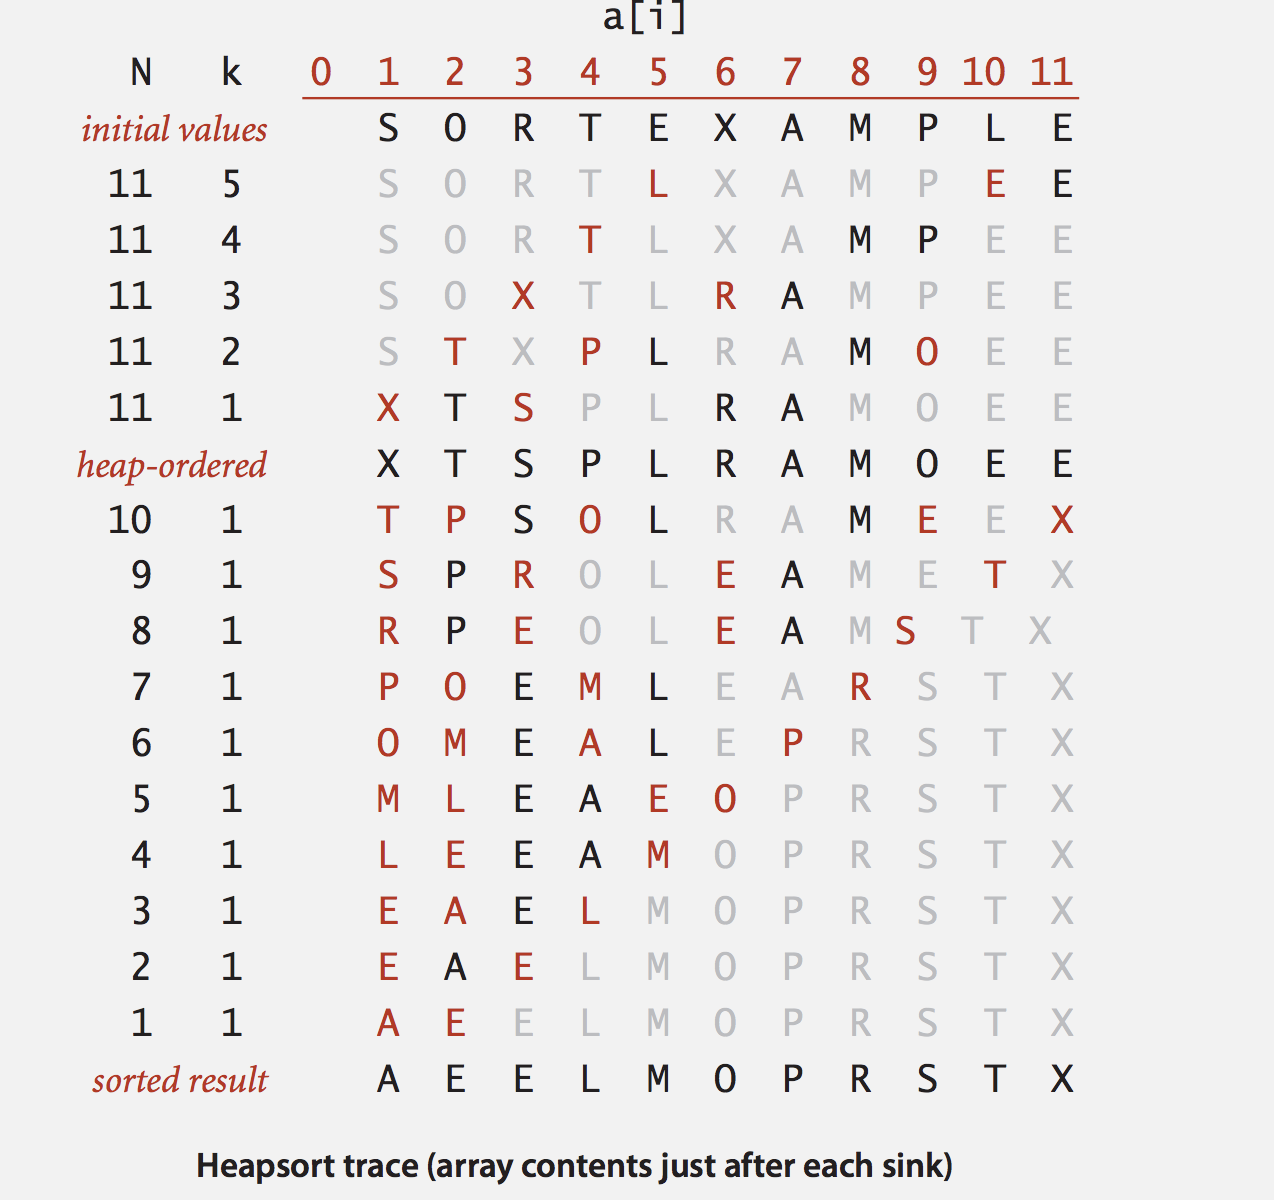 a[i]
N k 0 1 2 3 4 5 6 7 8 9 10 11
initial values S O R T E X A M P L E
11 5 S O R T L X A M P E E
11 4 S O R T L X A M P E E
11 3 S O X T L R A M P E E
11 2 S T X P L R A M O E E
11 1 X T S P L R A M O E E
heap-ordered X T S P L R A M O E E
10 1 T P S O L R A M E E X
9 1 S P R O L E A M E T X
8 1 R P E O L E A M S T X
7 1 P O E M L E A R S T X
6 1 O M E A L E P R S T X
5 1 M L E A E O P R S T X
4 1 L E E A M O P R S T X
3 1 E A E L M O P R S T X
2 1 E A E L M O P R S T X
1 1 A E E L M O P R S T X
sorted result A E E L M O P R S T X
Heapsort trace (array contents just after each sink)